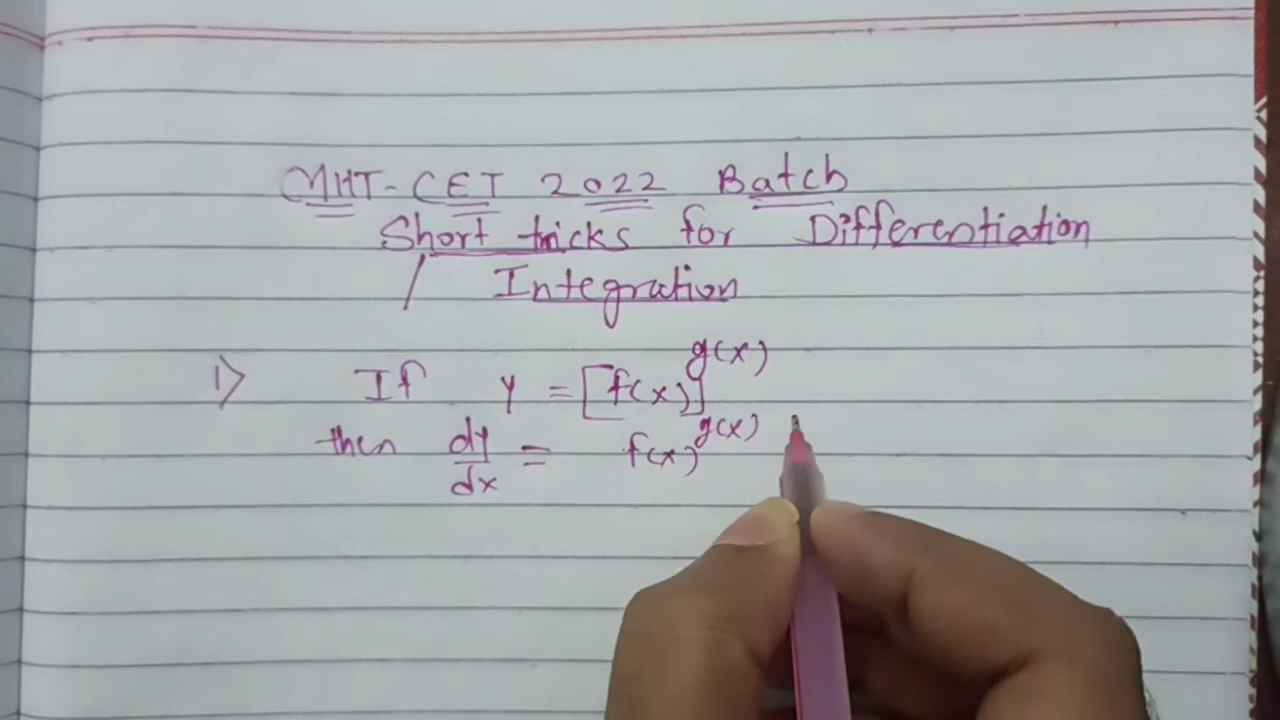 MHT-CET 2022 Batch
Short tricks for Differentiation
/ Integration
1> If y = [f(x)]^g(x)
then dy/dx = f(x)^g(x)